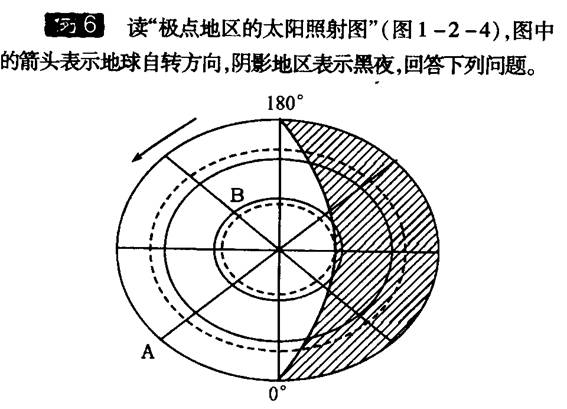 例6 读“极点地区的太阳照射图”(图1-2-4),图中
的箭头表示地球自转方向,阴影地区表示黑夜,回答下列问题。
180°
B
A
0°